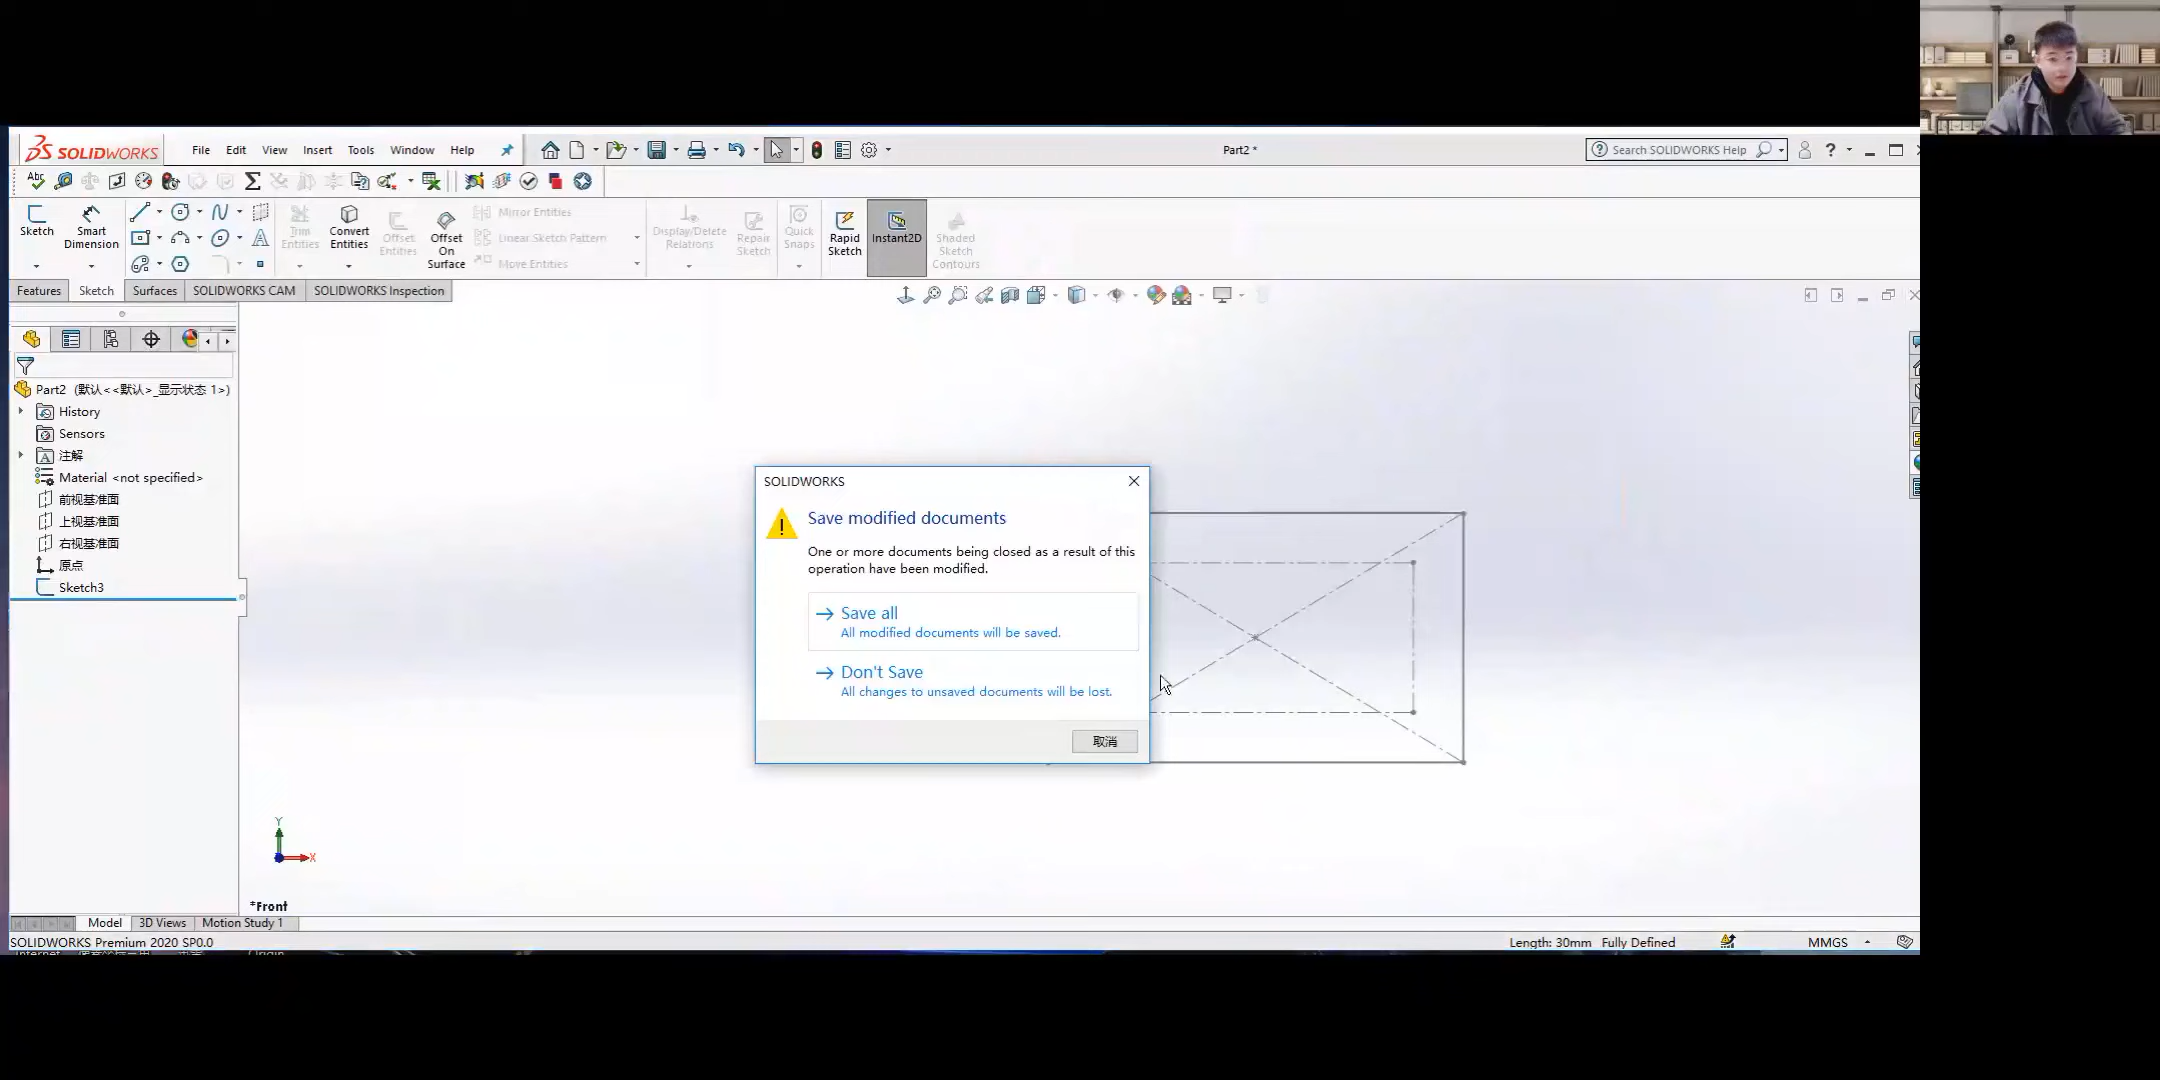 SOLIDWORKS File Edit View Insert Tools Window Help Part2 * Search SOLIDWORKS Help ?
Sketch Smart Dimension Trim Entities Convert Entities Offset Entities Offset On Surface Mirror Entities Linear Sketch Pattern Move Entities Display/Delete Relations Repair Sketch Quick Snaps Rapid Sketch Instant2D Shaded Sketch Contours
Features Sketch Surfaces SOLIDWORKS CAM SOLIDWORKS Inspection
Part2 (默认<<默认>_显示状态 1>)
History
Sensors
注解
Material <not specified>
前视基准面
上视基准面
右视基准面
原点
Sketch3
SOLIDWORKS
Save modified documents
One or more documents being closed as a result of this
operation have been modified.
Save all
All modified documents will be saved.
Don't Save
All changes to unsaved documents will be lost.
取消
Y
X
*Front
Model 3D Views Motion Study 1
SOLIDWORKS Premium 2020 SP0.0 Length: 30mm Fully Defined MMGS